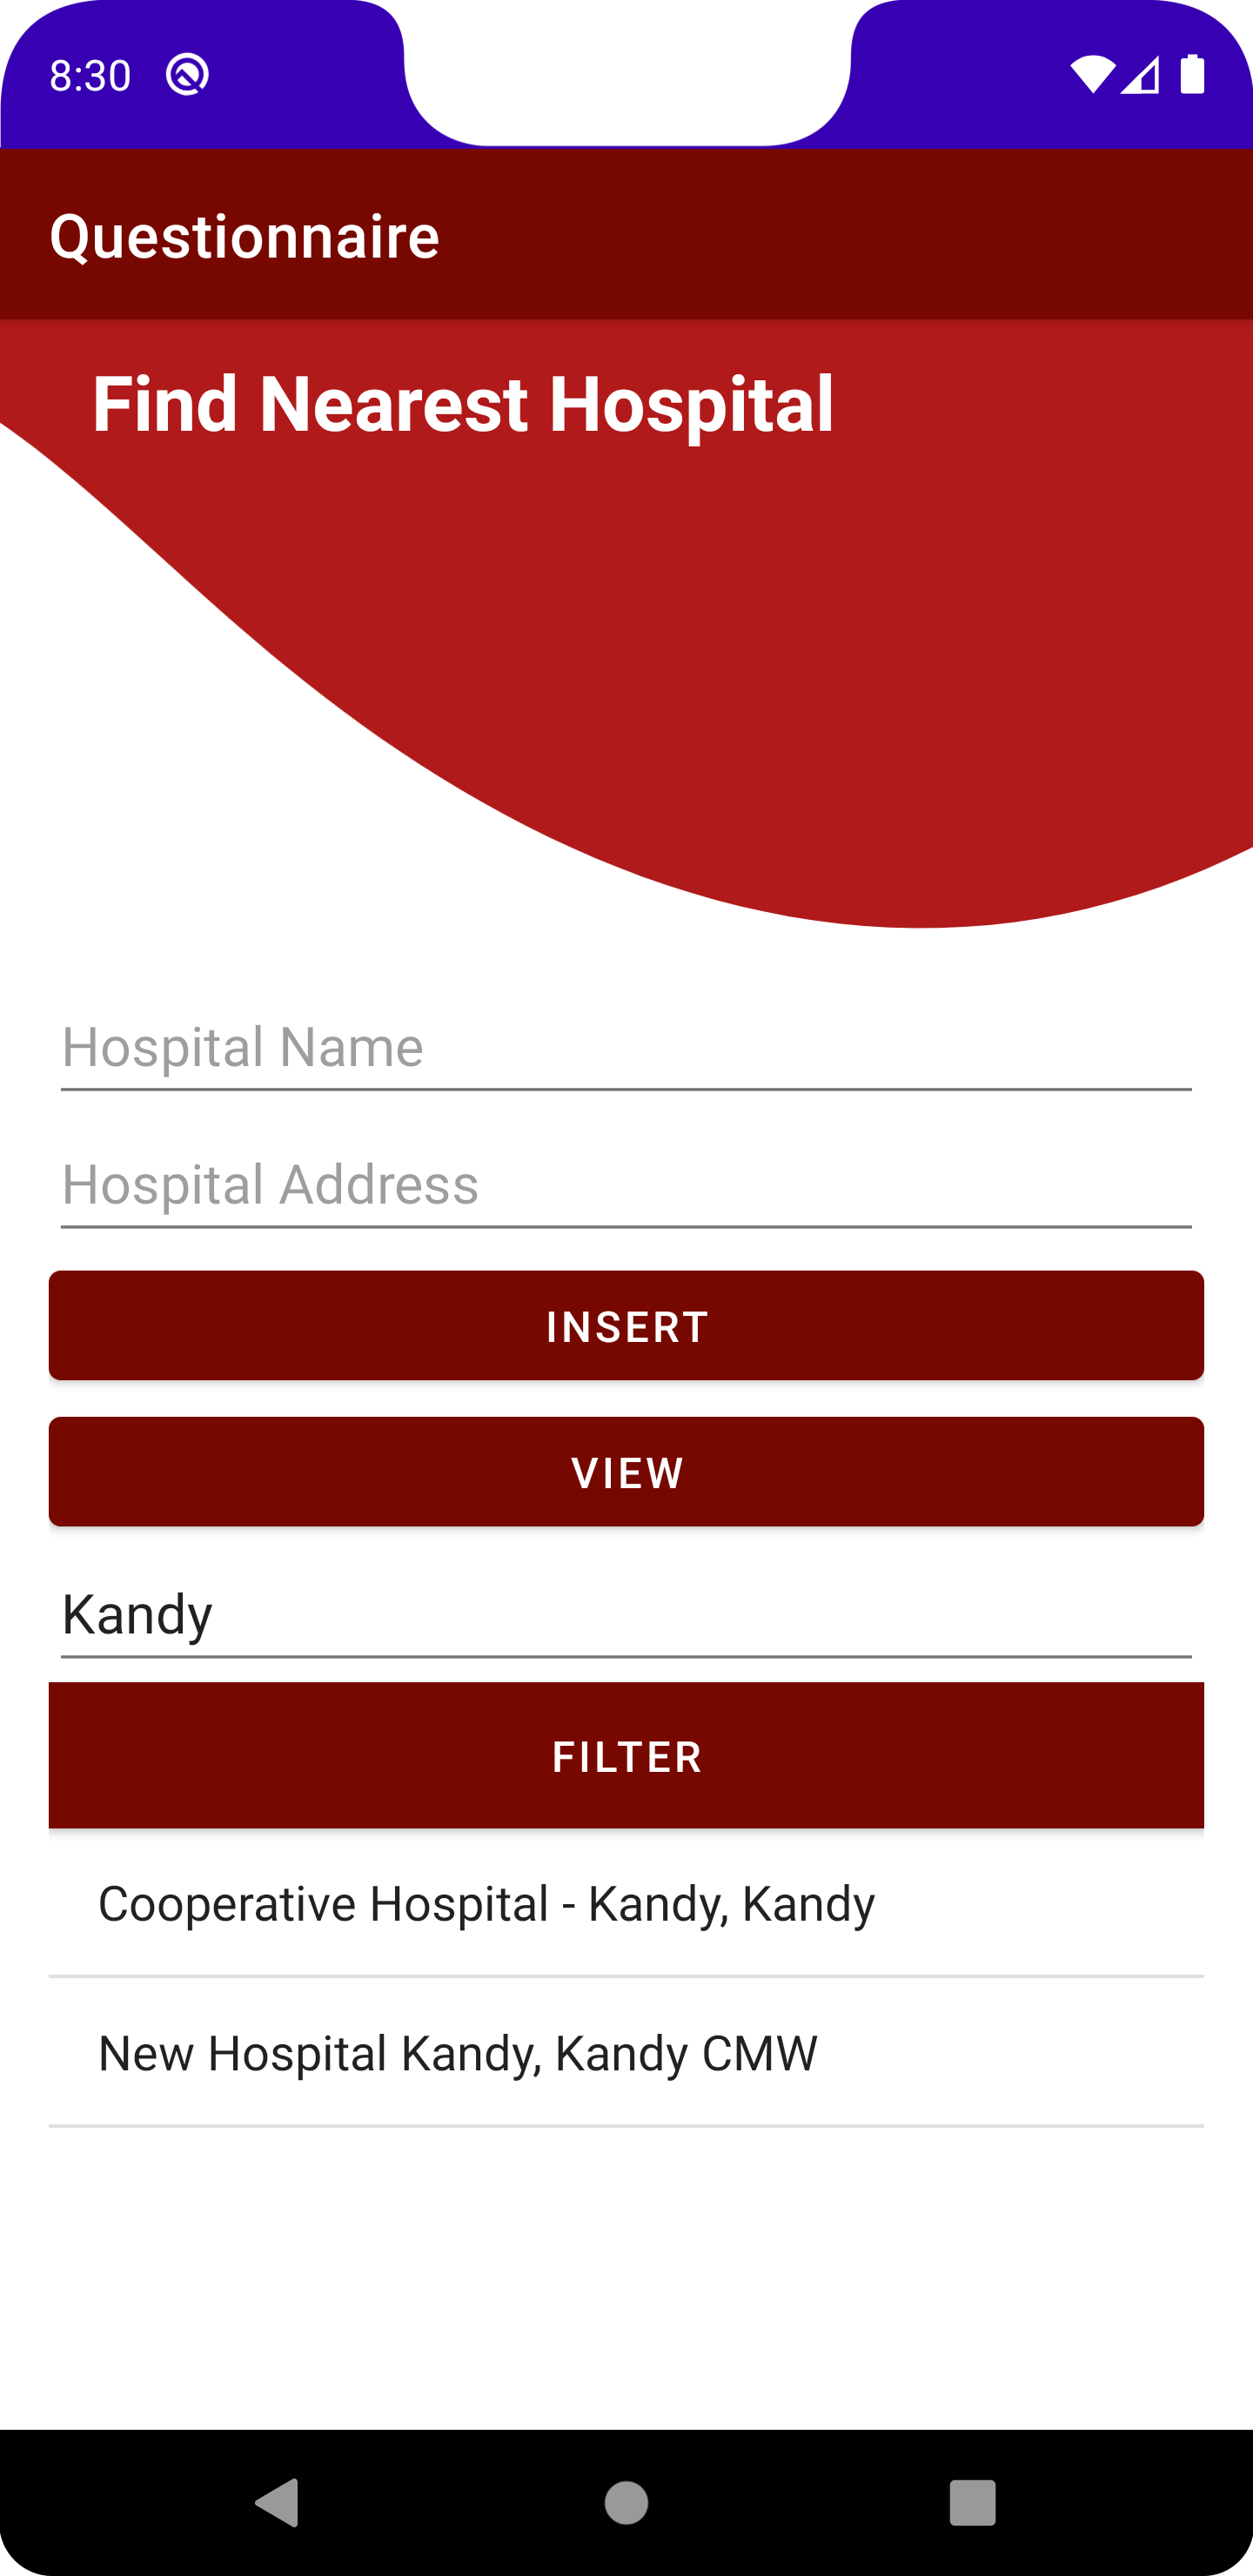 8:30
Questionnaire
Find Nearest Hospital
Hospital Name
Hospital Address
INSERT
VIEW
Kandy
FILTER
Cooperative Hospital - Kandy, Kandy
New Hospital Kandy, Kandy CMW